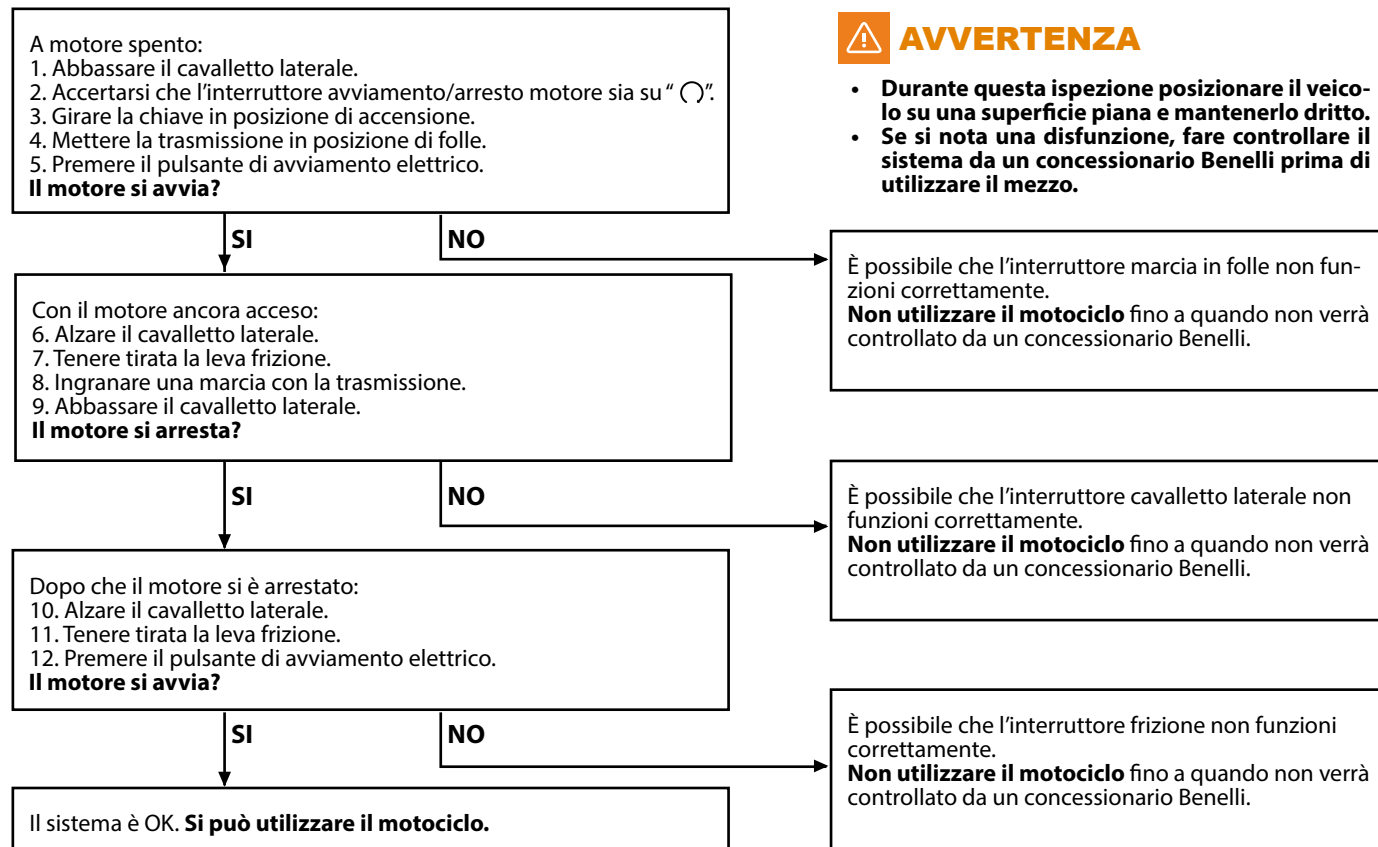 A motore spento:
1. Abbassare il cavalletto laterale.
2. Accertarsi che l'interruttore avviamento/arresto motore sia su " ".
3. Girare la chiave in posizione di accensione.
4. Mettere la trasmissione in posizione di folle.
5. Premere il pulsante di avviamento elettrico.
Il motore si avvia?
AVVERTENZA
• Durante questa ispezione posizionare il veico-
lo su una superficie piana e mantenerlo dritto.
• Se si nota una disfunzione, fare controllare il
sistema da un concessionario Benelli prima di
utilizzare il mezzo.
SI
NO
È possibile che l'interruttore marcia in folle non fun-
zioni correttamente.
Non utilizzare il motociclo fino a quando non verrà
controllato da un concessionario Benelli.
Con il motore ancora acceso:
6. Alzare il cavalletto laterale.
7. Tenere tirata la leva frizione.
8. Ingranare una marcia con la trasmissione.
9. Abbassare il cavalletto laterale.
Il motore si arresta?
SI
NO
È possibile che l'interruttore cavalletto laterale non
funzioni correttamente.
Non utilizzare il motociclo fino a quando non verrà
controllato da un concessionario Benelli.
Dopo che il motore si è arrestato:
10. Alzare il cavalletto laterale.
11. Tenere tirata la leva frizione.
12. Premere il pulsante di avviamento elettrico.
Il motore si avvia?
SI
NO
È possibile che l'interruttore frizione non funzioni
correttamente.
Non utilizzare il motociclo fino a quando non verrà
controllato da un concessionario Benelli.
Il sistema è OK. Si può utilizzare il motociclo.